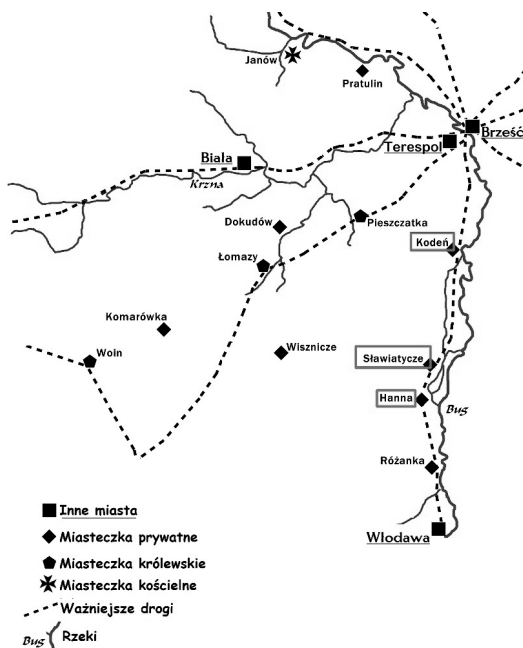 Janów
Pratulin
Brześć
Terespol
Biala
Krzna
Dokudów
Pieszczatka
Kodeń
Łomazy
Komarówka
Woin
Wisznicze
Sławiatycze
Hanna
Bug
Różanka
Włodawa
Inne miasta
Miasteczka prywatne
Miasteczka królewskie
Miasteczka kościelne
Ważniejsze drogi
Bug Rzeki